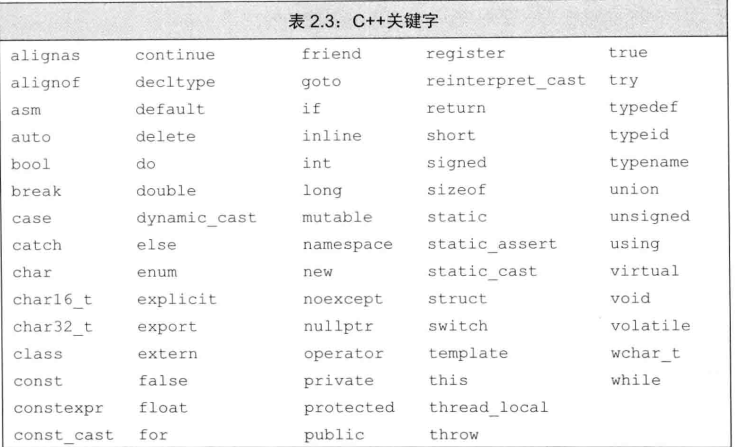 表 2.3：C++关键字
alignas continue friend register true
alignof decltype goto reinterpret_cast try
asm default if return typedef
auto delete inline short typeid
bool do int signed typename
break double long sizeof union
case dynamic_cast mutable static unsigned
catch else namespace static_assert using
char enum new static_cast virtual
char16_t explicit noexcept struct void
char32_t export nullptr switch volatile
class extern operator template wchar_t
const false private this while
constexpr float protected thread_local
const_cast for public throw